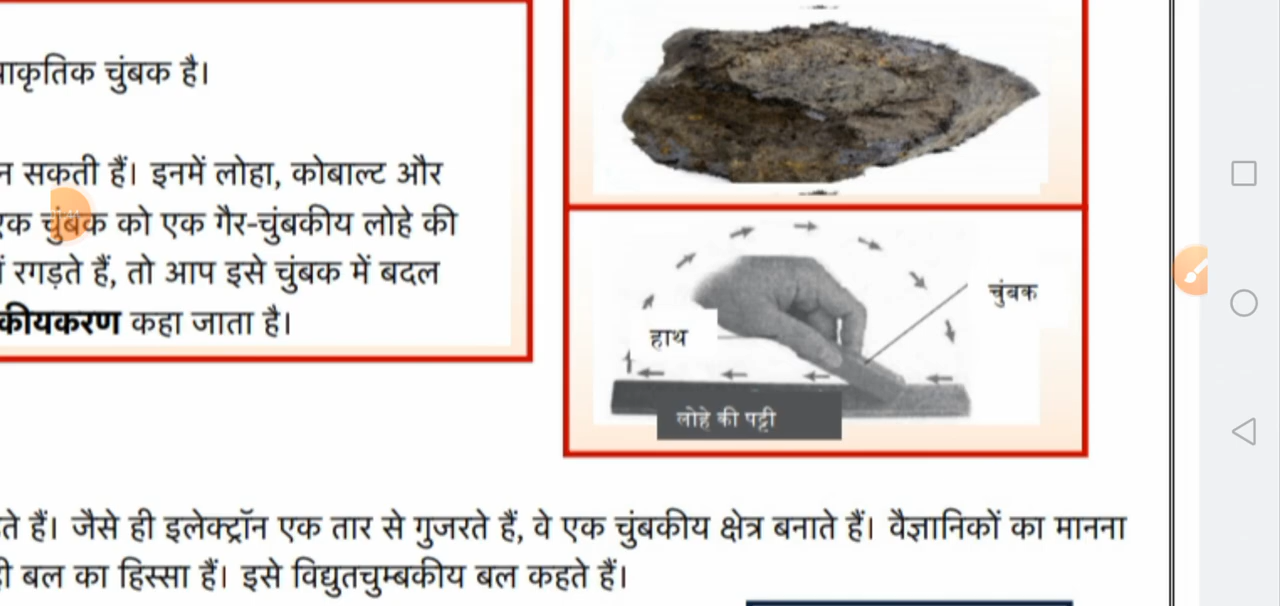 प्राकृतिक चुंबक है।
सकती हैं। इनमें लोहा, कोबाल्ट और
एक चुंबक को एक गैर-चुंबकीय लोहे की
रगड़ते हैं, तो आप इसे चुंबक में बदल
कीयकरण कहा जाता है।
चुंबक
हाथ
लोहे की पट्टी
हैं। जैसे ही इलेक्ट्रॉन एक तार से गुजरते हैं, वे एक चुंबकीय क्षेत्र बनाते हैं। वैज्ञानिकों का मानना
बल का हिस्सा हैं। इसे विद्युतचुम्बकीय बल कहते हैं।